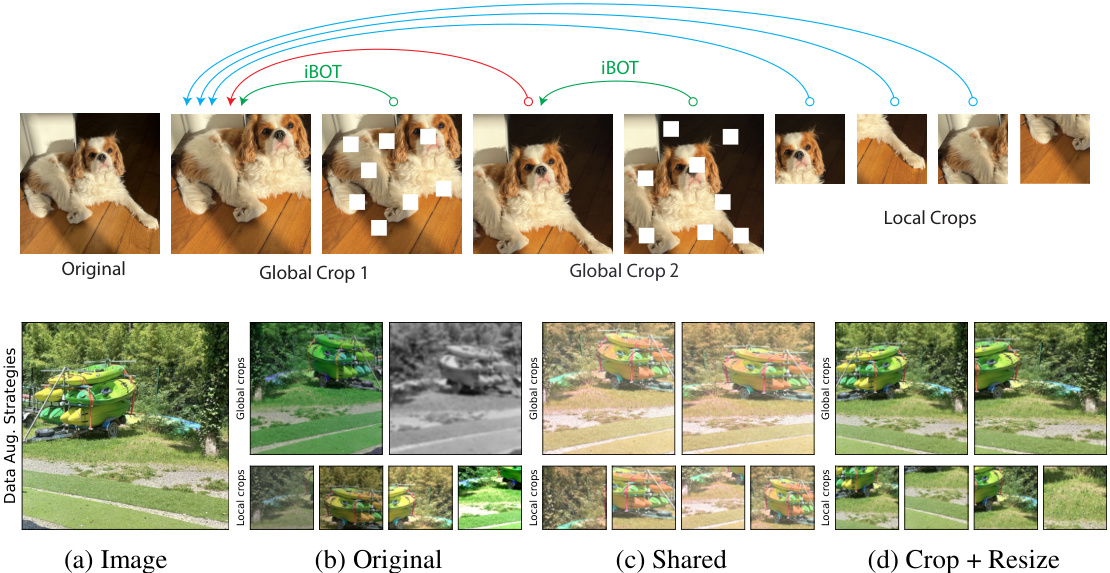 iBOT
iBOT
Original
Global Crop 1
Global Crop 2
Local Crops
Data Aug. Strategies
Global crops
Local crops
Global crops
Local crops
Global crops
Local crops
(a) Image
(b) Original
(c) Shared
(d) Crop + Resize